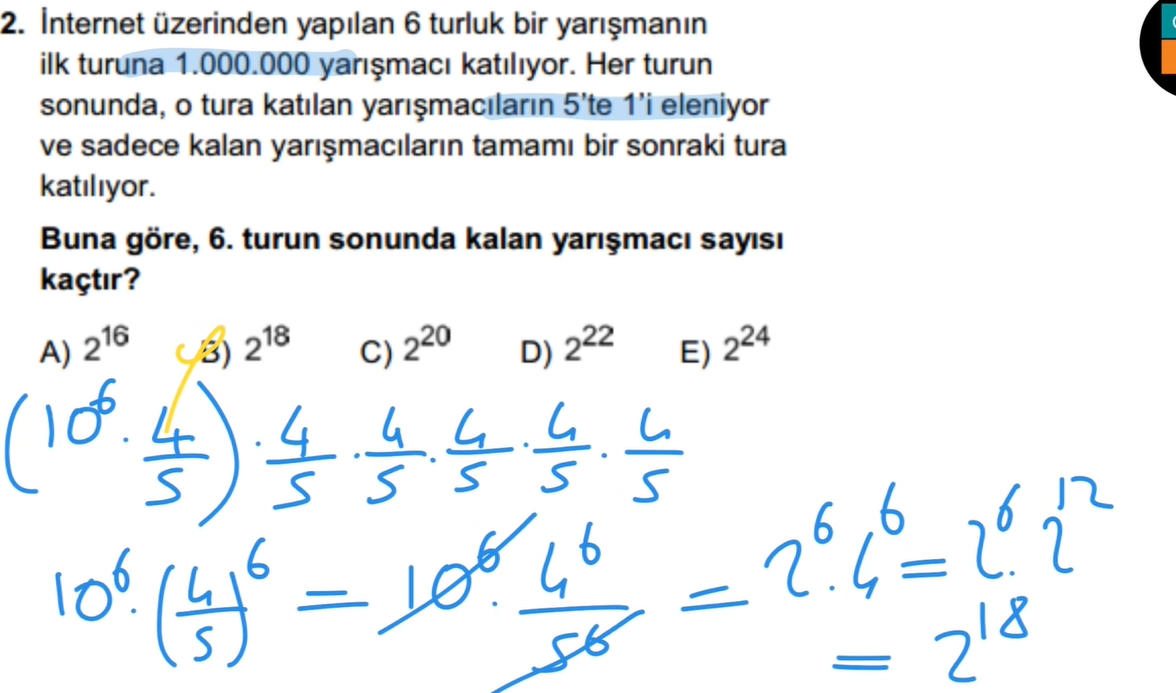 2. İnternet üzerinden yapılan 6 turluk bir yarışmanın
ilk turuna 1.000.000 yarışmacı katılıyor. Her turun
sonunda, o tura katılan yarışmacıların 5'te 1'i eleniyor
ve sadece kalan yarışmacıların tamamı bir sonraki tura
katılıyor.
Buna göre, 6. turun sonunda kalan yarışmacı sayısı
kaçtır?
A) 2^16 B) 2^18 C) 2^20 D) 2^22 E) 2^24
(10^6 · 4/5) · 4/5 · 4/5 · 4/5 · 4/5 · 4/5
10^6 · (4/5)^6 = 10^6 · 4^6/5^6 = 2^6 · 4^6 = 2^6 · 2^12
= 2^18